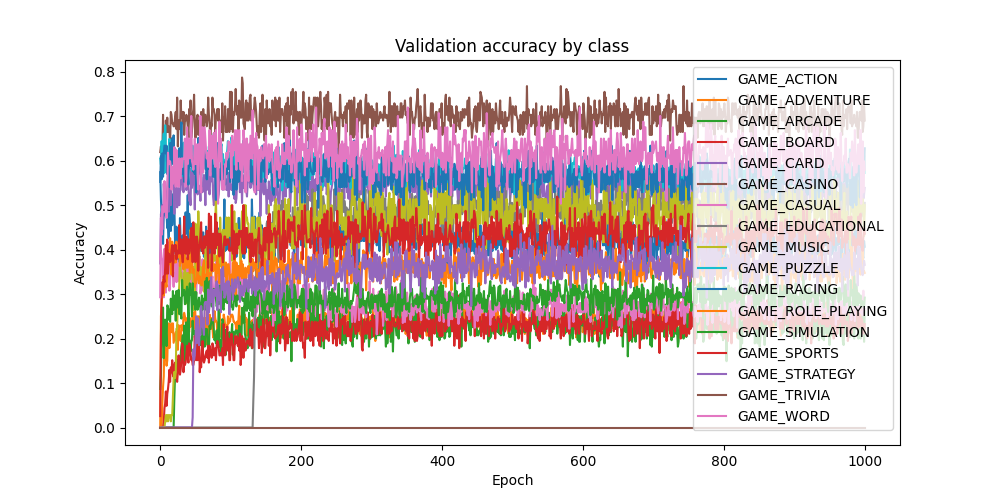 Validation accuracy by class
Accuracy
0.8
0.7
0.6
0.5
0.4
0.3
0.2
0.1
0.0
GAME_ACTION
GAME_ADVENTURE
GAME_ARCADE
GAME_BOARD
GAME_CARD
GAME_CASINO
GAME_CASUAL
GAME_EDUCATIONAL
GAME_MUSIC
GAME_PUZZLE
GAME_RACING
GAME_ROLE_PLAYING
GAME_SIMULATION
GAME_SPORTS
GAME_STRATEGY
GAME_TRIVIA
GAME_WORD
0 200 400 600 800 1000
Epoch